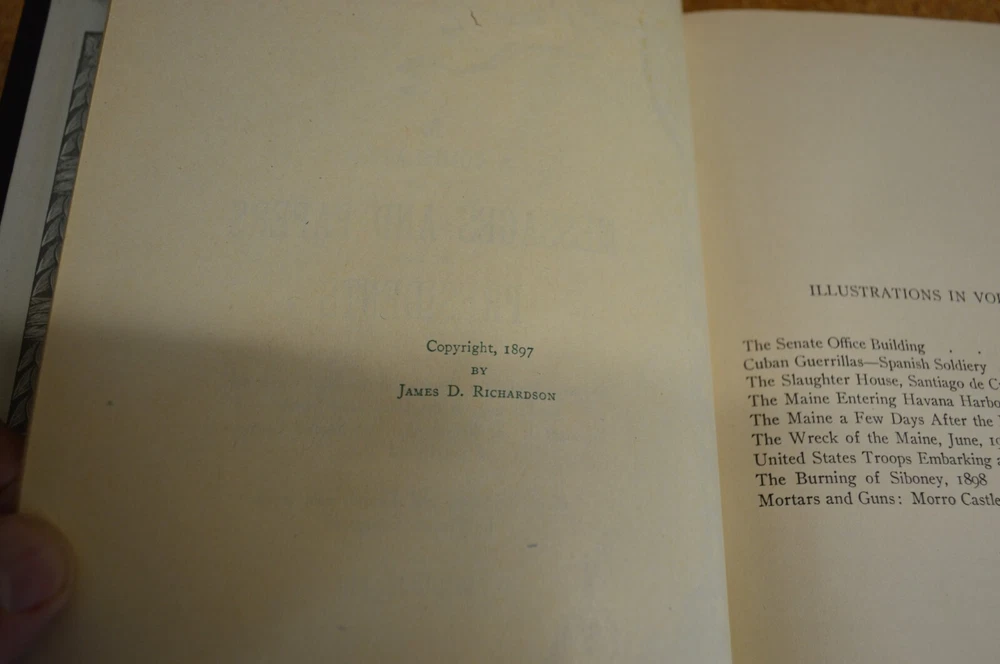 Copyright, 1897
BY
JAMES D. RICHARDSON
ILLUSTRATIONS IN
The Senate Office Building
Cuban Guerrillas—Spanish Soldiery
The Slaughter House, Santiago de
The Maine Entering Havana
The Maine a Few Days After the
The Wreck of the Maine, June,
United States Troops Embarking
The Burning of Siboney, 1898
Mortars and Guns: Morro Castle